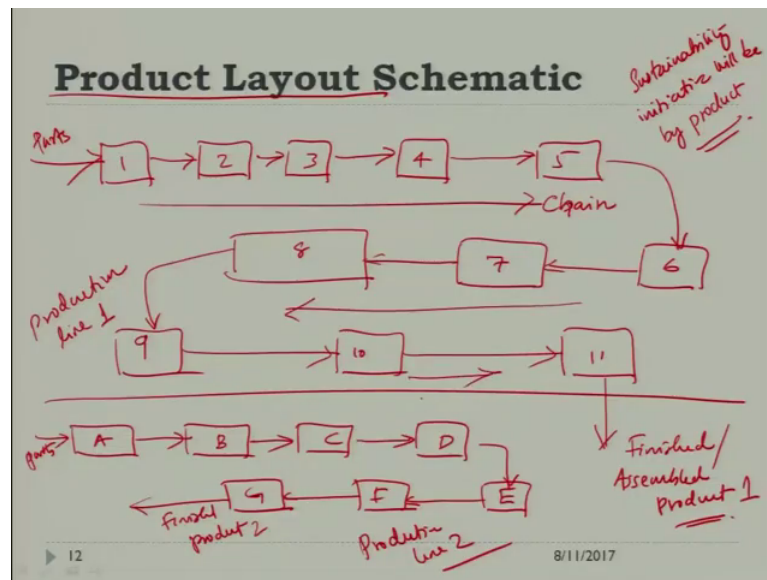 Product Layout Schematic
Sustainability
initiative will be
by product
Parts
1 2 3 4 5
Chain
8 7 6
Production
line 1
9 10 11
parts A B C D
Finished/
Assembled
product 1
G F E
Finished
product 2
Production
line 2
12 8/11/2017